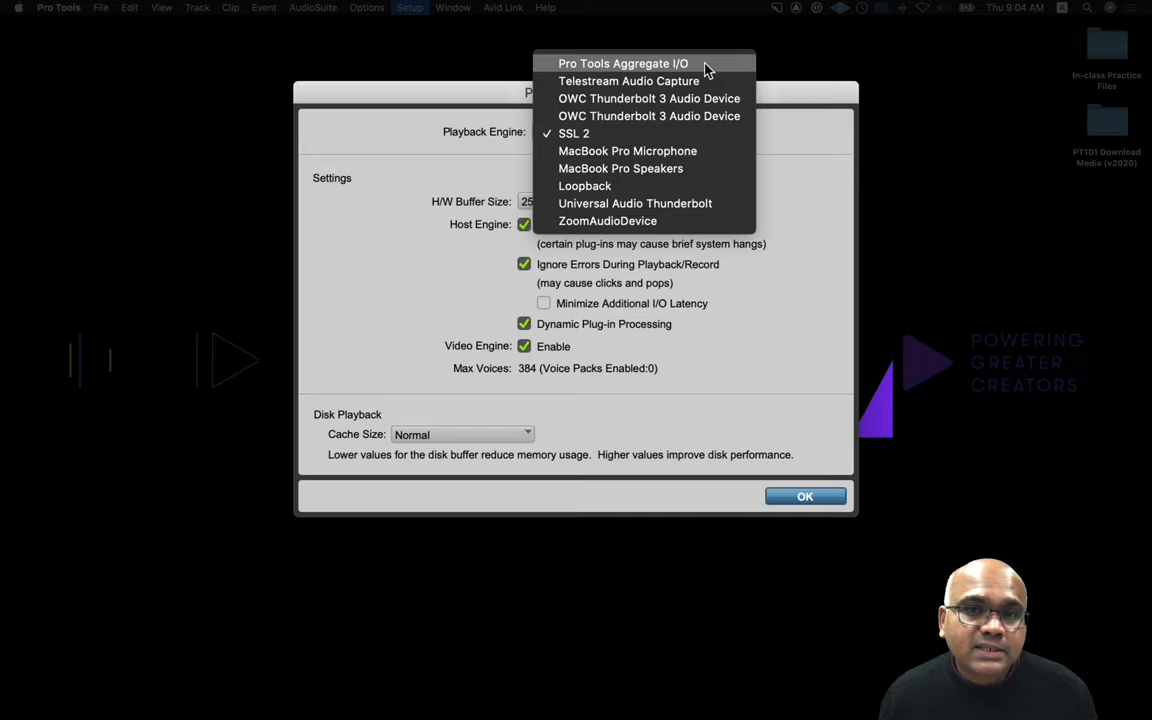 Pro Tools File Edit View Track Clip Event AudioSuite Options Setup Window Avid Link Help Thu 9:04 AM A
Pro Tools Aggregate I/O
Telestream Audio Capture
OWC Thunderbolt 3 Audio Device
OWC Thunderbolt 3 Audio Device
✓ SSL 2
MacBook Pro Microphone
MacBook Pro Speakers
Loopback
Universal Audio Thunderbolt
ZoomAudioDevice
In-class Practice
Files
PT101 Download
Media (v2020)
P
Playback Engine:
Settings
H/W Buffer Size: 25
Host Engine:
(certain plug-ins may cause brief system hangs)
Ignore Errors During Playback/Record
(may cause clicks and pops)
Minimize Additional I/O Latency
Dynamic Plug-in Processing
Video Engine: Enable
Max Voices: 384 (Voice Packs Enabled:0)
Disk Playback
Cache Size: Normal
Lower values for the disk buffer reduce memory usage. Higher values improve disk performance.
OK
POWERING
GREATER
CREATORS